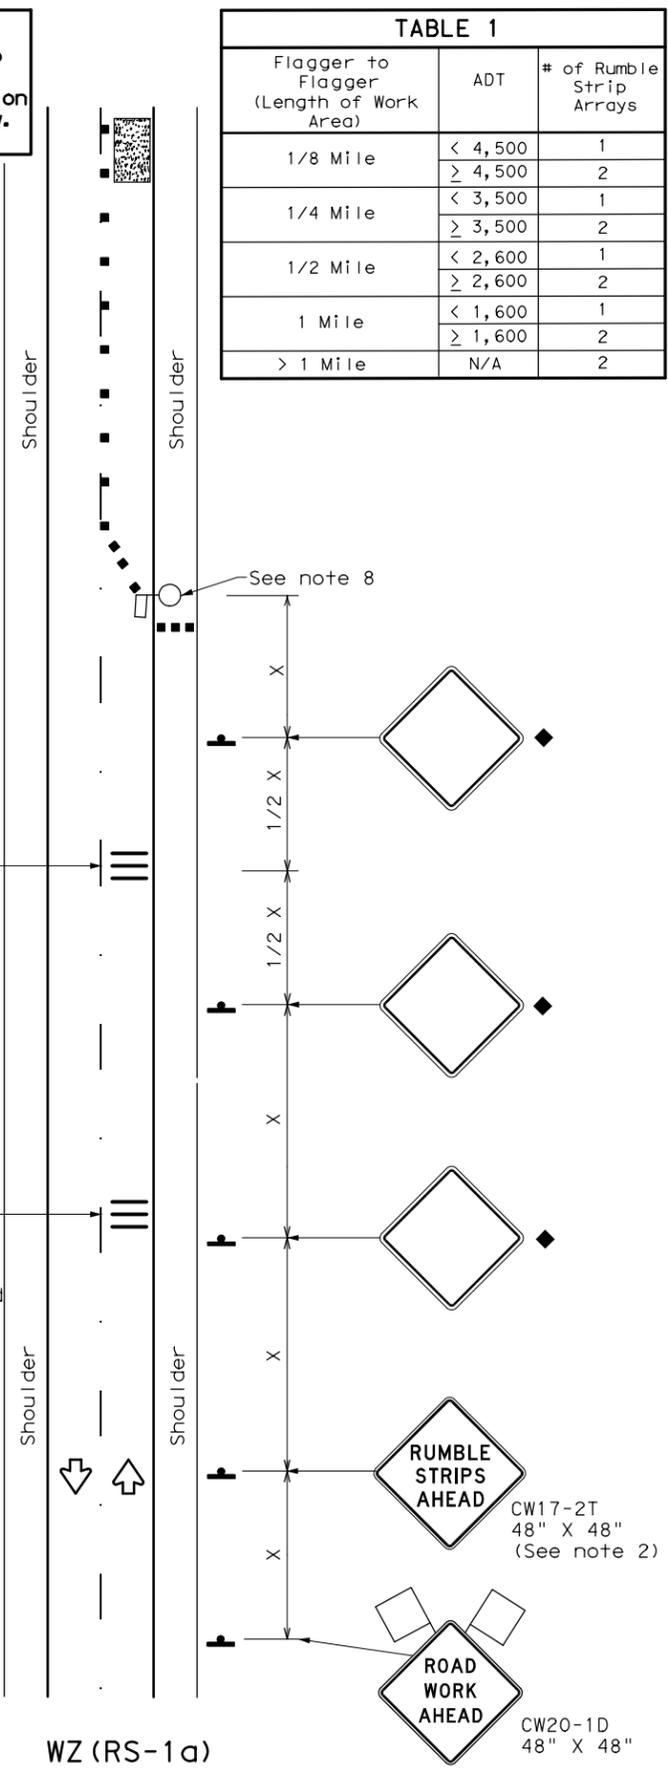 on
TABLE 1
Flagger to
Flagger
(Length of Work
Area)
ADT
# of Rumble
Strip
Arrays
1/8 Mile
< 4,500
1
≥ 4,500
2
1/4 Mile
< 3,500
1
≥ 3,500
2
1/2 Mile
< 2,600
1
≥ 2,600
2
1 Mile
< 1,600
1
≥ 1,600
2
> 1 Mile
N/A
2
Shoulder
Shoulder
See note 8
X
1/2 X
1/2 X
X
X
Shoulder
Shoulder
RUMBLE
STRIPS
AHEAD
CW17-2T
48" X 48"
(See note 2)
X
ROAD
WORK
AHEAD
CW20-1D
48" X 48"
WZ(RS-1a)